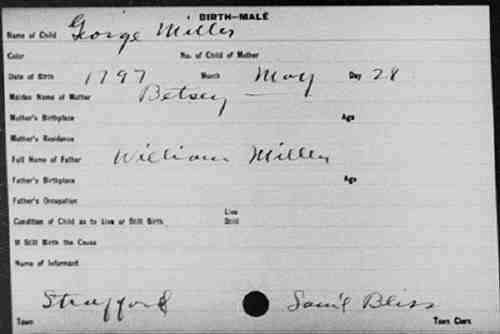 BIRTH—MALE
Name of Child George Miller
Color No. of Child of Mother
Date of Birth 1797 Month May Day 28
Maiden Name of Mother Betsey —
Mother's Birthplace Age
Mother's Residence
Full Name of Father William Miller
Father's Birthplace Age
Father's Occupation
Condition of Child as to Live or Still Birth Live Still
If Still Birth the Cause
Name of Informant
Strafford Sam'l Bliss
Town Town Clerk